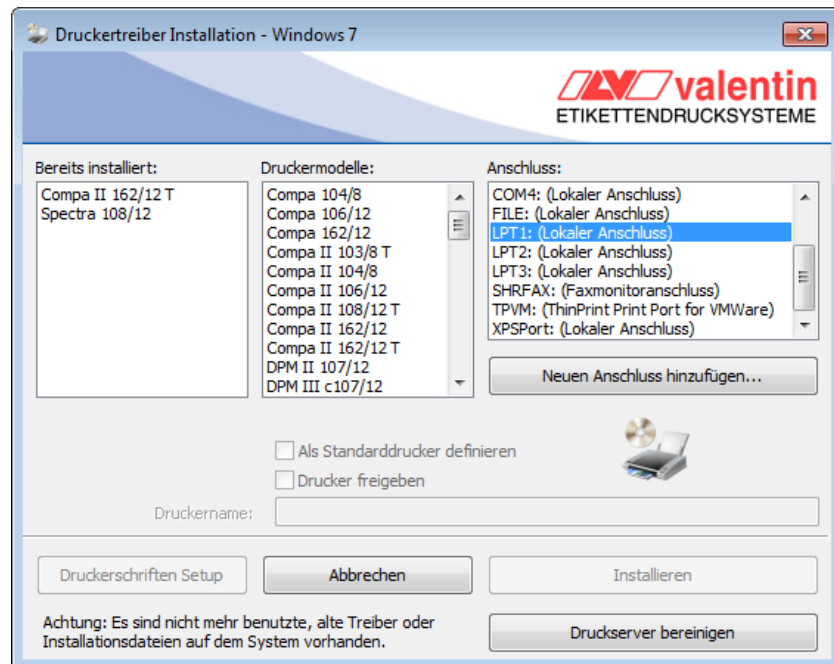 Druckertreiber Installation - Windows 7
valentin
ETIKETTENDRUCKSYSTEME
Bereits installiert:
Compa II 162/12 T
Spectra 108/12
Druckermodelle:
Compa 104/8
Compa 106/12
Compa 162/12
Compa II 103/8 T
Compa II 104/8
Compa II 106/12
Compa II 108/12 T
Compa II 162/12
Compa II 162/12 T
DPM II 107/12
DPM III c107/12
Anschluss:
COM4: (Lokaler Anschluss)
FILE: (Lokaler Anschluss)
LPT1: (Lokaler Anschluss)
LPT2: (Lokaler Anschluss)
LPT3: (Lokaler Anschluss)
SHRFAX: (Faxmonitoranschluss)
TPVM: (ThinPrint Print Port for VMWare)
XPSPort: (Lokaler Anschluss)
Neuen Anschluss hinzufügen...
Als Standarddrucker definieren
Drucker freigeben
Druckername:
Druckerschriften Setup
Abbrechen
Installieren
Achtung: Es sind nicht mehr benutzte, alte Treiber oder
Installationsdateien auf dem System vorhanden.
Druckserver bereinigen